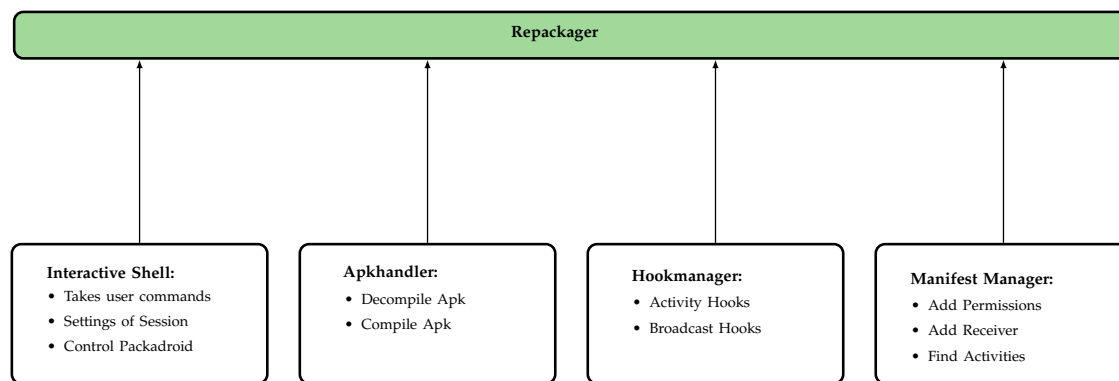 Repackager
Interactive Shell:
• Takes user commands
• Settings of Session
• Control Packadroid
Apkhandler:
• Decompile Apk
• Compile Apk
Hookmanager:
• Activity Hooks
• Broadcast Hooks
Manifest Manager:
• Add Permissions
• Add Receiver
• Find Activities